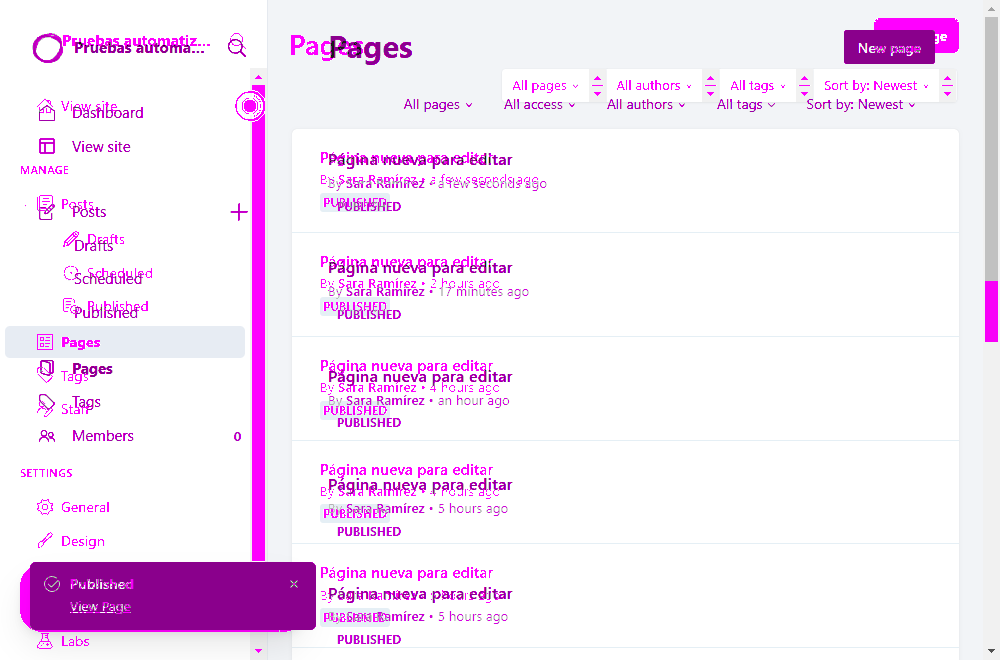 Pruebas automatiz...
Pruebas automa...
View site
Dashboard
View site
MANAGE
Posts
Posts
Drafts
Drafts
Scheduled
Scheduled
Published
Published
Pages
Pages
Tags
Tags
Staff
Members 0
SETTINGS
General
Design
Published
Published
View Page
Labs
Pages
Pages
New page
All pages All authors All tags Sort by: Newest
All pages All access All authors All tags Sort by: Newest
Página nueva para editar
Página nueva para editar
By Sara Ramírez • a few seconds ago
By Sara Ramírez • a few seconds ago
PUBLISHED
PUBLISHED
Página nueva para editar
Página nueva para editar
By Sara Ramírez • 3 hours ago
By Sara Ramírez • 17 minutes ago
PUBLISHED
PUBLISHED
Página nueva para editar
Página nueva para editar
By Sara Ramírez • 4 hours ago
By Sara Ramírez • an hour ago
PUBLISHED
PUBLISHED
Página nueva para editar
Página nueva para editar
By Sara Ramírez • 4 hours ago
By Sara Ramírez • 5 hours ago
PUBLISHED
PUBLISHED
Página nueva para editar
Página nueva para editar
By Sara Ramírez • hours ago
By Sara Ramírez • 5 hours ago
PUBLISHED
PUBLISHED